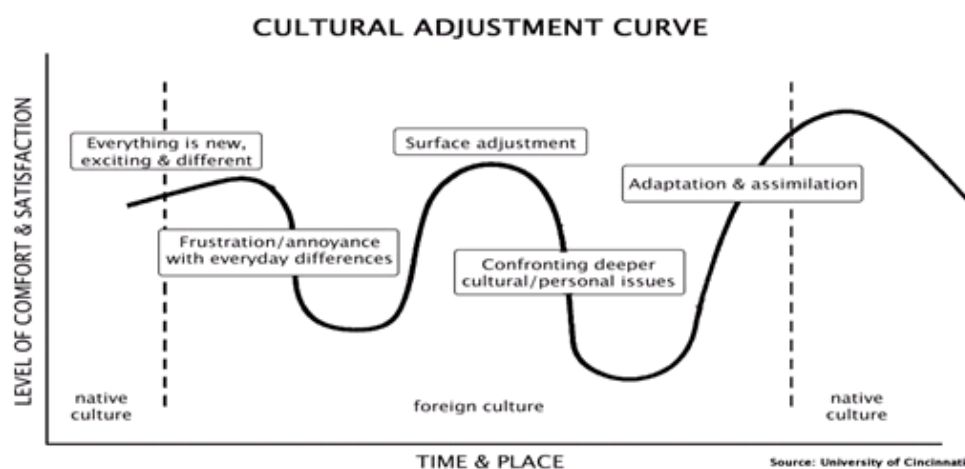 CULTURAL ADJUSTMENT CURVE
LEVEL OF COMFORT & SATISFACTION
Everything is new,
exciting & different
Frustration/annoyance
with everyday differences
Surface adjustment
Confronting deeper
cultural/personal issues
Adaptation & assimilation
native
culture
foreign culture
native
culture
TIME & PLACE
Source: University of Cincinnati